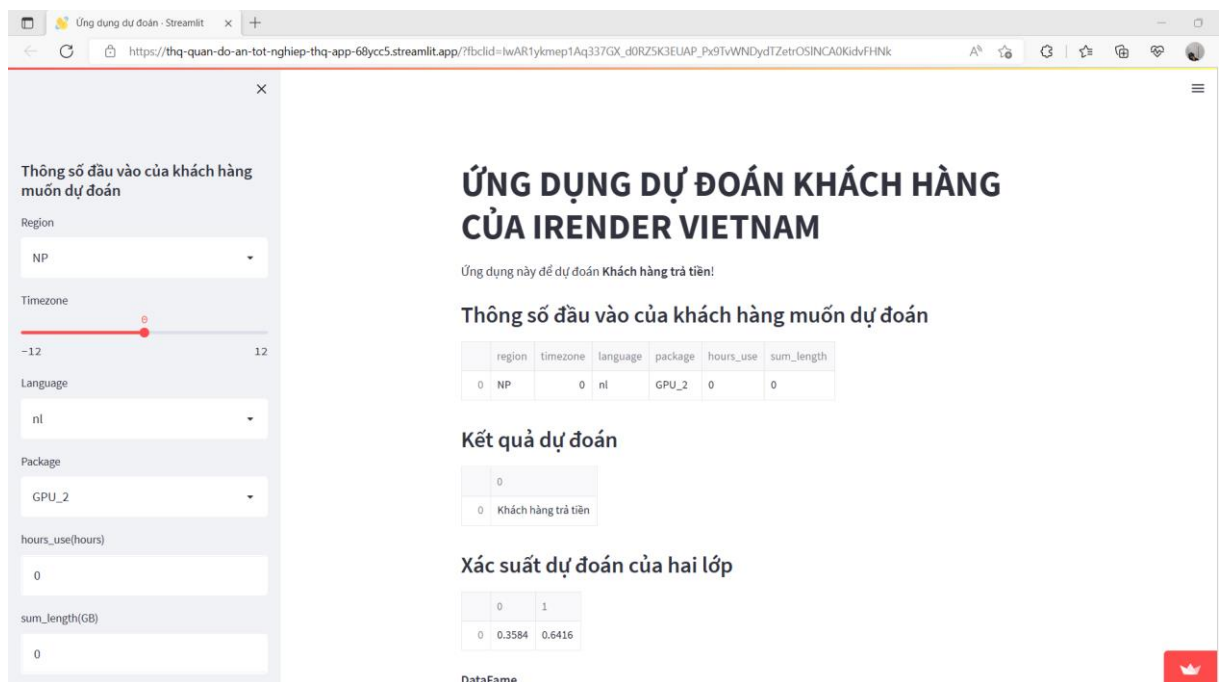 Ứng dụng dự đoán · Streamlit
https://thq-quan-do-an-tot-nghiep-thq-app-68ycc5.streamlit.app/?fbclid=IwAR1ykmep1Aq337GX_d0RZ5K3EUAP_Px9TvWNDydTZetrOSlNCA0KidvFHNk
Thông số đầu vào của khách hàng
muốn dự đoán
Region
NP
Timezone
0
-12 12
Language
nl
Package
GPU_2
hours_use(hours)
0
sum_length(GB)
0
ỨNG DỤNG DỰ ĐOÁN KHÁCH HÀNG
CỦA IRENDER VIETNAM
Ứng dụng này để dự đoán Khách hàng trả tiền!
Thông số đầu vào của khách hàng muốn dự đoán
region timezone language package hours_use sum_length
0 NP 0 nl GPU_2 0 0
Kết quả dự đoán
0
0 Khách hàng trả tiền
Xác suất dự đoán của hai lớp
0 1
0 0.3584 0.6416
DataFame